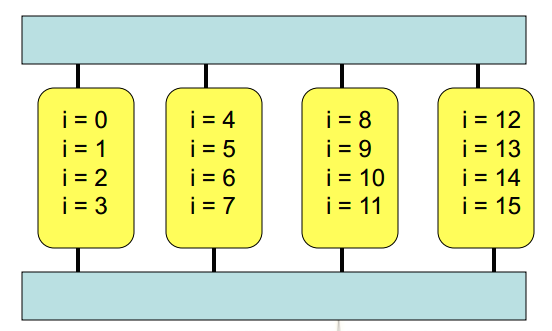 i = 0
i = 1
i = 2
i = 3
i = 4
i = 5
i = 6
i = 7
i = 8
i = 9
i = 10
i = 11
i = 12
i = 13
i = 14
i = 15